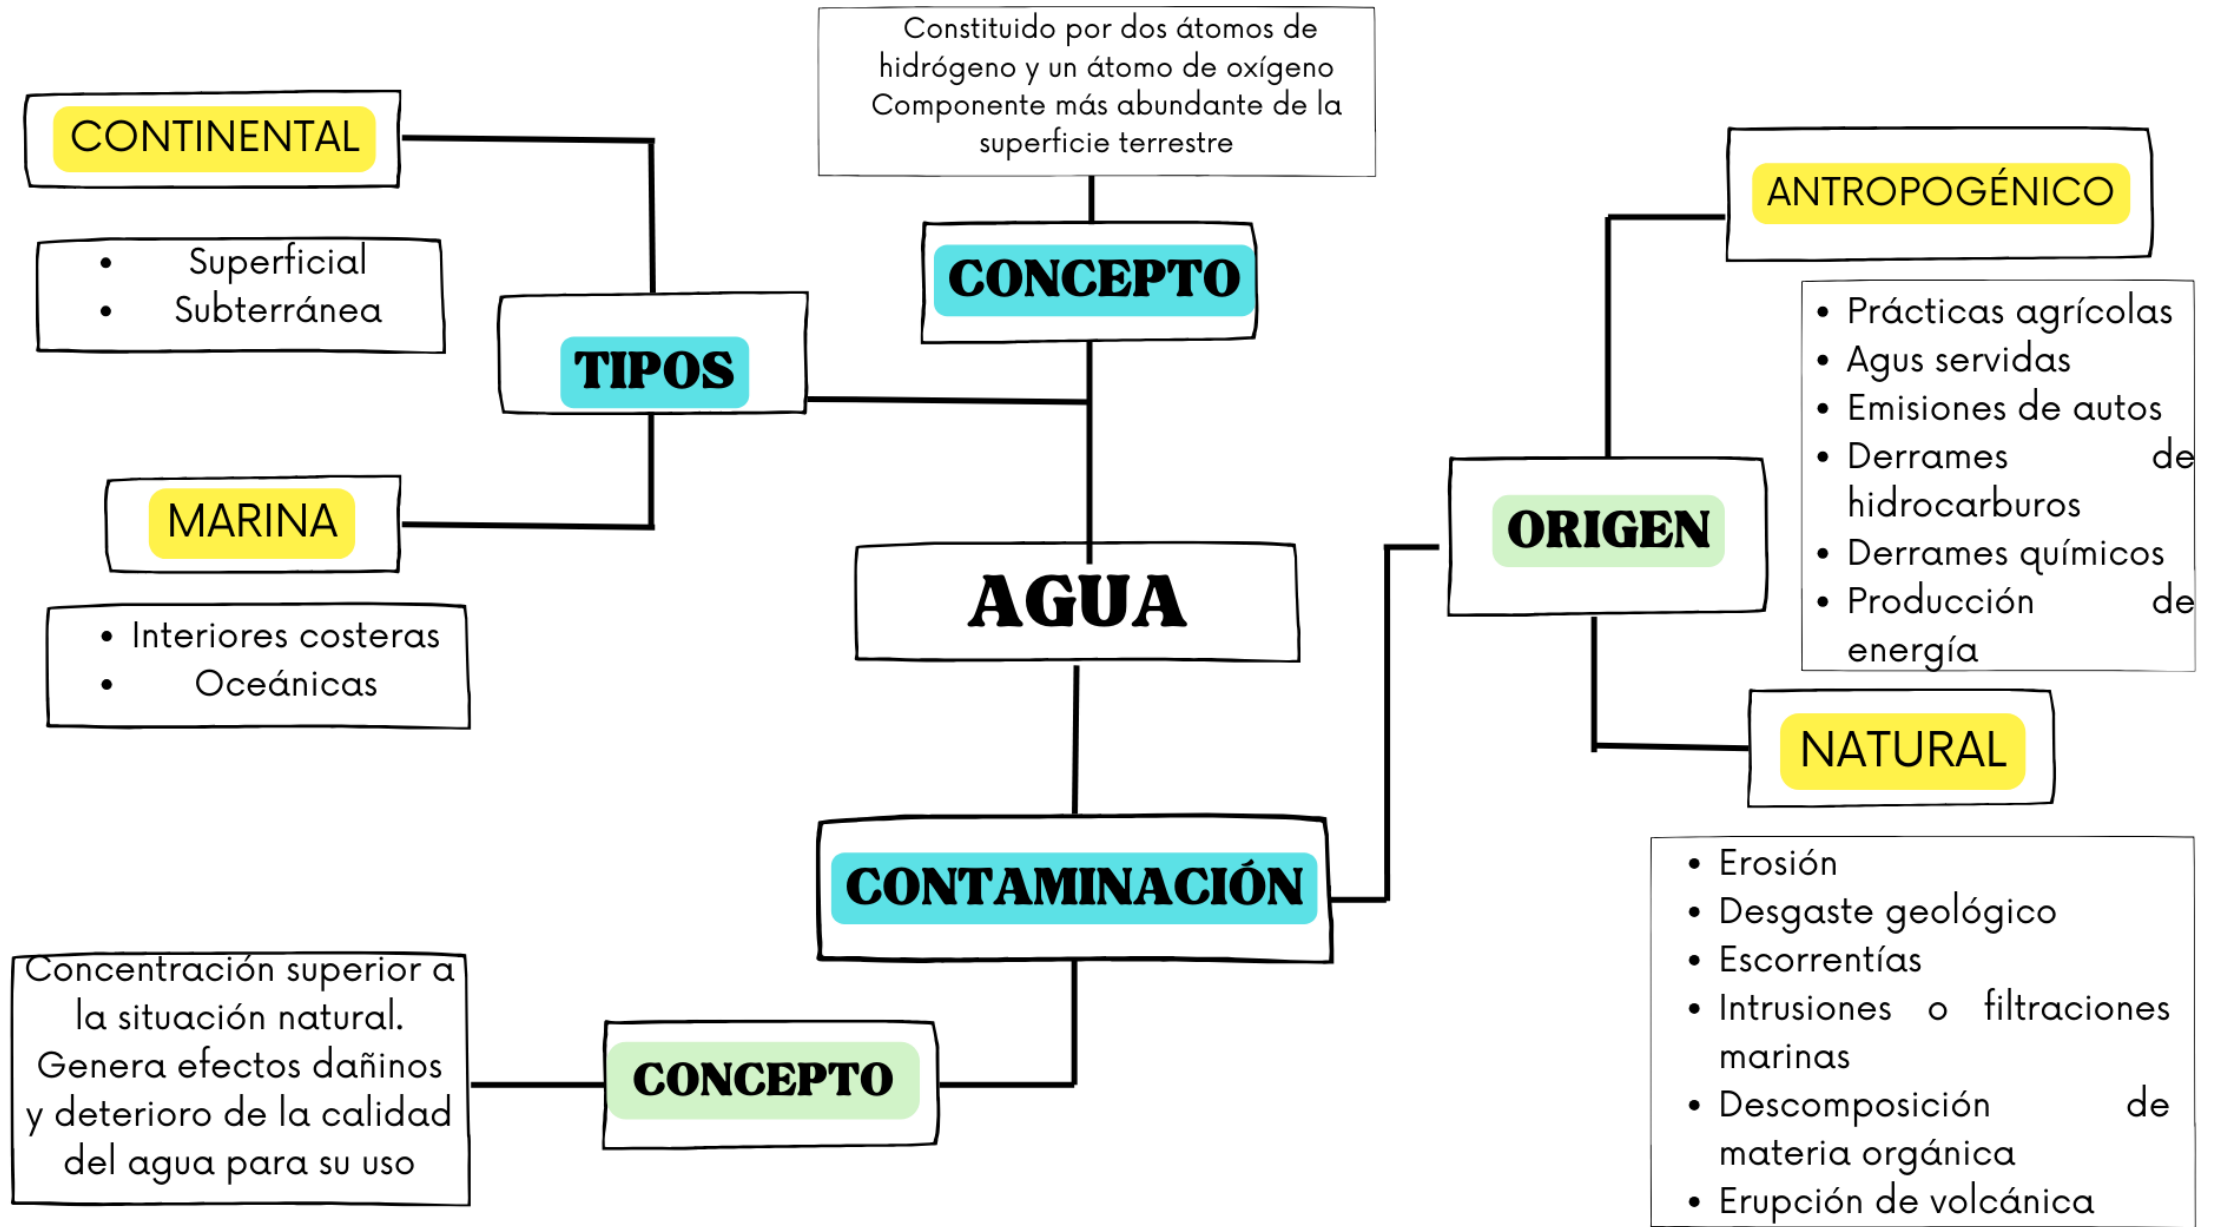 Constituido por dos átomos de
hidrógeno y un átomo de oxígeno
Componente más abundante de la
superficie terrestre
CONCEPTO
CONTINENTAL
• Superficial
• Subterránea
TIPOS
MARINA
• Interiores costeras
• Oceánicas
AGUA
ANTROPOGÉNICO
• Prácticas agrícolas
• Agus servidas
• Emisiones de autos
• Derrames de
hidrocarburos
• Derrames químicos
• Producción de
energía
ORIGEN
NATURAL
• Erosión
• Desgaste geológico
• Escorrentías
• Intrusiones o filtraciones
marinas
• Descomposición de
materia orgánica
• Erupción de volcánica
CONTAMINACIÓN
CONCEPTO
Concentración superior a
la situación natural.
Genera efectos dañinos
y deterioro de la calidad
del agua para su uso